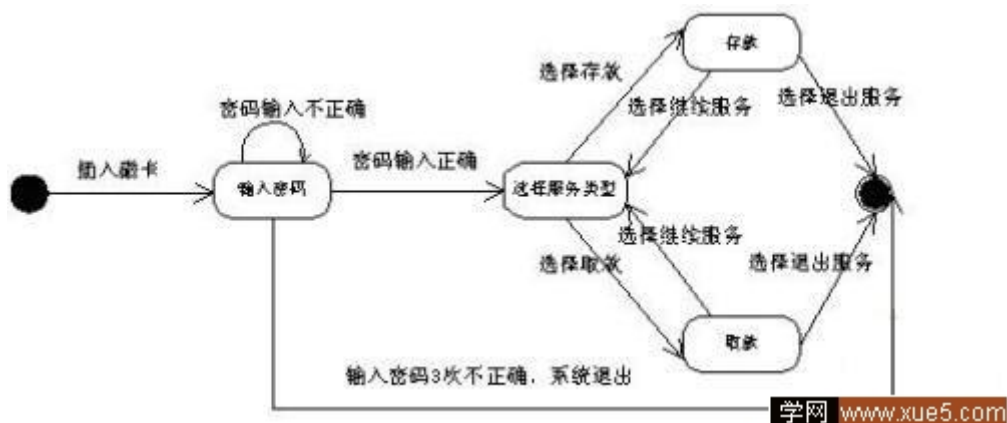 存款
选择存款
选择继续服务
选择退出服务
密码输入不正确
插入磁卡
密码输入正确
输入密码
选择服务类型
选择继续服务
选择取款
选择退出服务
取款
输入密码3次不正确，系统退出
学网 www.xue5.com